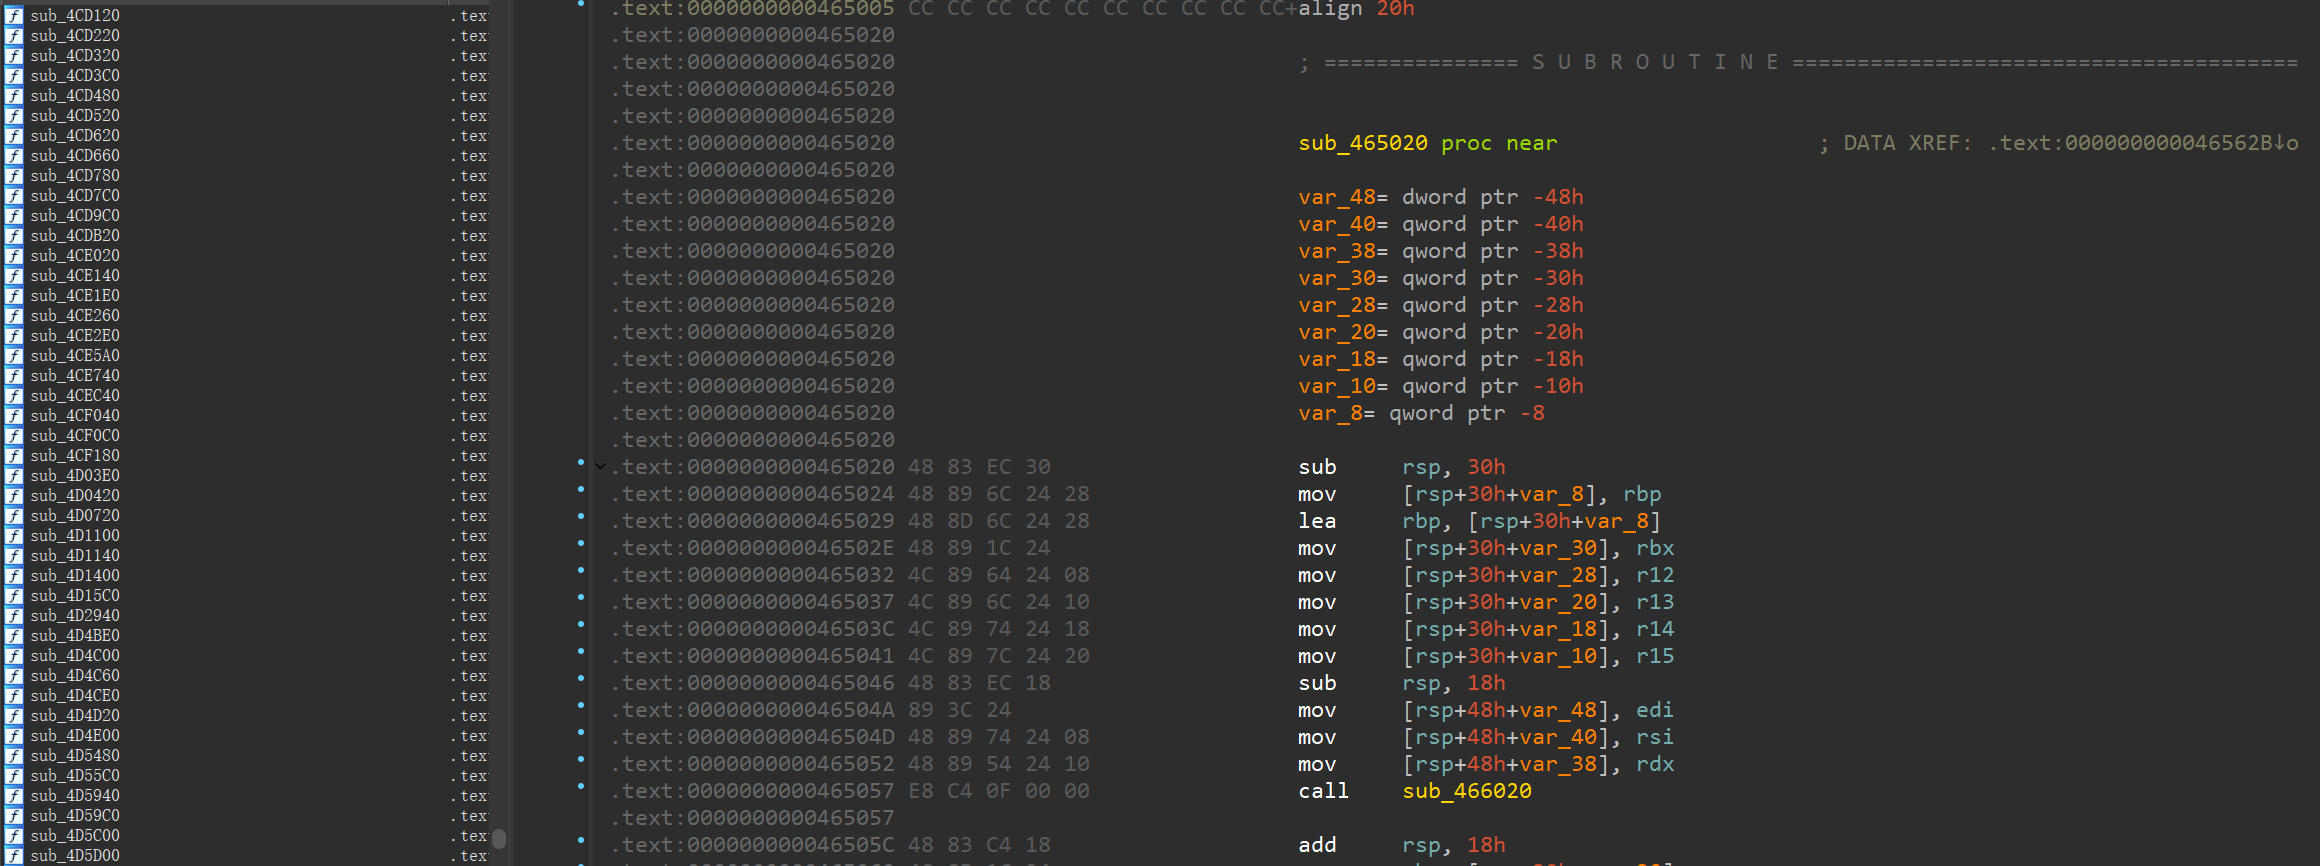 sub_4CD120 .tex
sub_4CD220 .tex
sub_4CD320 .tex
sub_4CD3C0 .tex
sub_4CD480 .tex
sub_4CD520 .tex
sub_4CD620 .tex
sub_4CD660 .tex
sub_4CD780 .tex
sub_4CD7C0 .tex
sub_4CD9C0 .tex
sub_4CDB20 .tex
sub_4CE020 .tex
sub_4CE140 .tex
sub_4CE1E0 .tex
sub_4CE260 .tex
sub_4CE2E0 .tex
sub_4CE5A0 .tex
sub_4CE740 .tex
sub_4CEC40 .tex
sub_4CF040 .tex
sub_4CF0C0 .tex
sub_4CF180 .tex
sub_4D03E0 .tex
sub_4D0420 .tex
sub_4D0720 .tex
sub_4D1100 .tex
sub_4D1140 .tex
sub_4D1400 .tex
sub_4D15C0 .tex
sub_4D2940 .tex
sub_4D4BE0 .tex
sub_4D4C00 .tex
sub_4D4C60 .tex
sub_4D4CE0 .tex
sub_4D4D20 .tex
sub_4D4E00 .tex
sub_4D5480 .tex
sub_4D55C0 .tex
sub_4D5940 .tex
sub_4D59C0 .tex
sub_4D5C00 .tex
sub_4D5D00 .tex
.text:0000000000465005 CC CC CC CC CC CC CC CC CC CC+align 20h
.text:0000000000465020
.text:0000000000465020 ; =============== S U B R O U T I N E =======================================
.text:0000000000465020
.text:0000000000465020
.text:0000000000465020 sub_465020 proc near ; DATA XREF: .text:000000000046562B↓o
.text:0000000000465020
.text:0000000000465020 var_48= dword ptr -48h
.text:0000000000465020 var_40= qword ptr -40h
.text:0000000000465020 var_38= qword ptr -38h
.text:0000000000465020 var_30= qword ptr -30h
.text:0000000000465020 var_28= qword ptr -28h
.text:0000000000465020 var_20= qword ptr -20h
.text:0000000000465020 var_18= qword ptr -18h
.text:0000000000465020 var_10= qword ptr -10h
.text:0000000000465020 var_8= qword ptr -8
.text:0000000000465020
.text:0000000000465020 48 83 EC 30 sub rsp, 30h
.text:0000000000465024 48 89 6C 24 28 mov [rsp+30h+var_8], rbp
.text:0000000000465029 48 8D 6C 24 28 lea rbp, [rsp+30h+var_8]
.text:000000000046502E 48 89 1C 24 mov [rsp+30h+var_30], rbx
.text:0000000000465032 4C 89 64 24 08 mov [rsp+30h+var_28], r12
.text:0000000000465037 4C 89 6C 24 10 mov [rsp+30h+var_20], r13
.text:000000000046503C 4C 89 74 24 18 mov [rsp+30h+var_18], r14
.text:0000000000465041 4C 89 7C 24 20 mov [rsp+30h+var_10], r15
.text:0000000000465046 48 83 EC 18 sub rsp, 18h
.text:000000000046504A 89 3C 24 mov [rsp+48h+var_48], edi
.text:000000000046504D 48 89 74 24 08 mov [rsp+48h+var_40], rsi
.text:0000000000465052 48 89 54 24 10 mov [rsp+48h+var_38], rdx
.text:0000000000465057 E8 C4 0F 00 00 call sub_466020
.text:0000000000465057
.text:000000000046505C 48 83 C4 18 add rsp, 18h